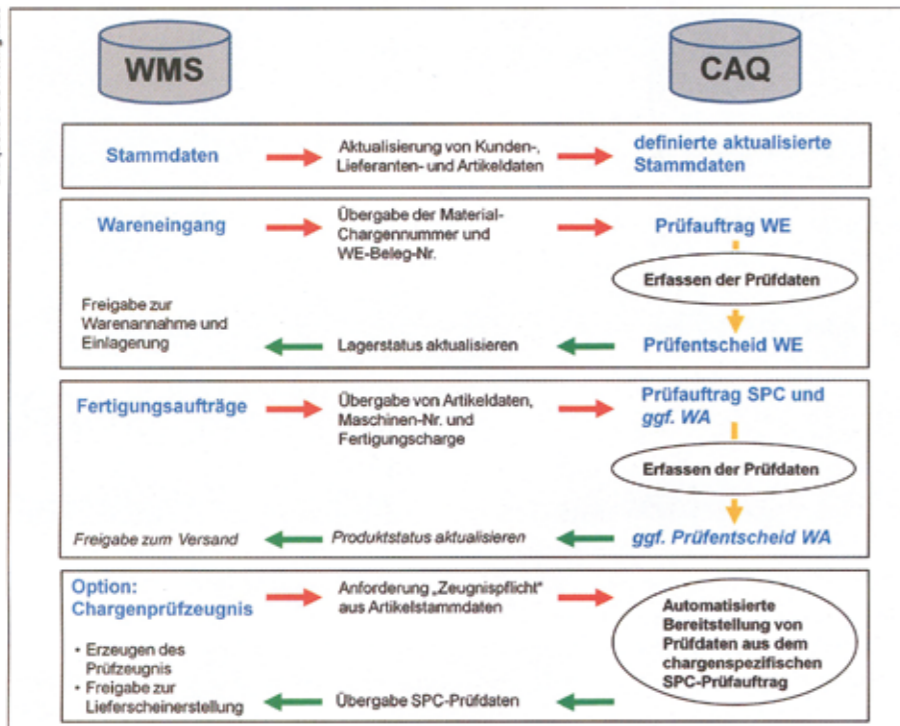 WMS
CAQ
Stammdaten
Aktualisierung von Kunden-,
Lieferanten- und Artikeldaten
definierte aktualisierte
Stammdaten
Wareneingang
Übergabe der Material-
Chargennummer und
WE-Beleg-Nr.
Prüfauftrag WE
Erfassen der Prüfdaten
Freigabe zur
Warenannahme und
Einlagerung
Lagerstatus aktualisieren
Prüfentscheid WE
Fertigungsaufträge
Übergabe von Artikeldaten,
Maschinen-Nr. und
Fertigungscharge
Prüfauftrag SPC und
ggf. WA
Erfassen der Prüfdaten
Freigabe zum Versand
Produktstatus aktualisieren
ggf. Prüfentscheid WA
Option:
Chargenprüfzeugnis
Anforderung „Zeugnispflicht"
aus Artikelstammdaten
Automatisierte
Bereitstellung von
Prüfdaten aus dem
chargenspezifischen
SPC-Prüfauftrag
• Erzeugen des
Prüfzeugnis
• Freigabe zur
Lieferscheinerstellung
Übergabe SPC-Prüfdaten